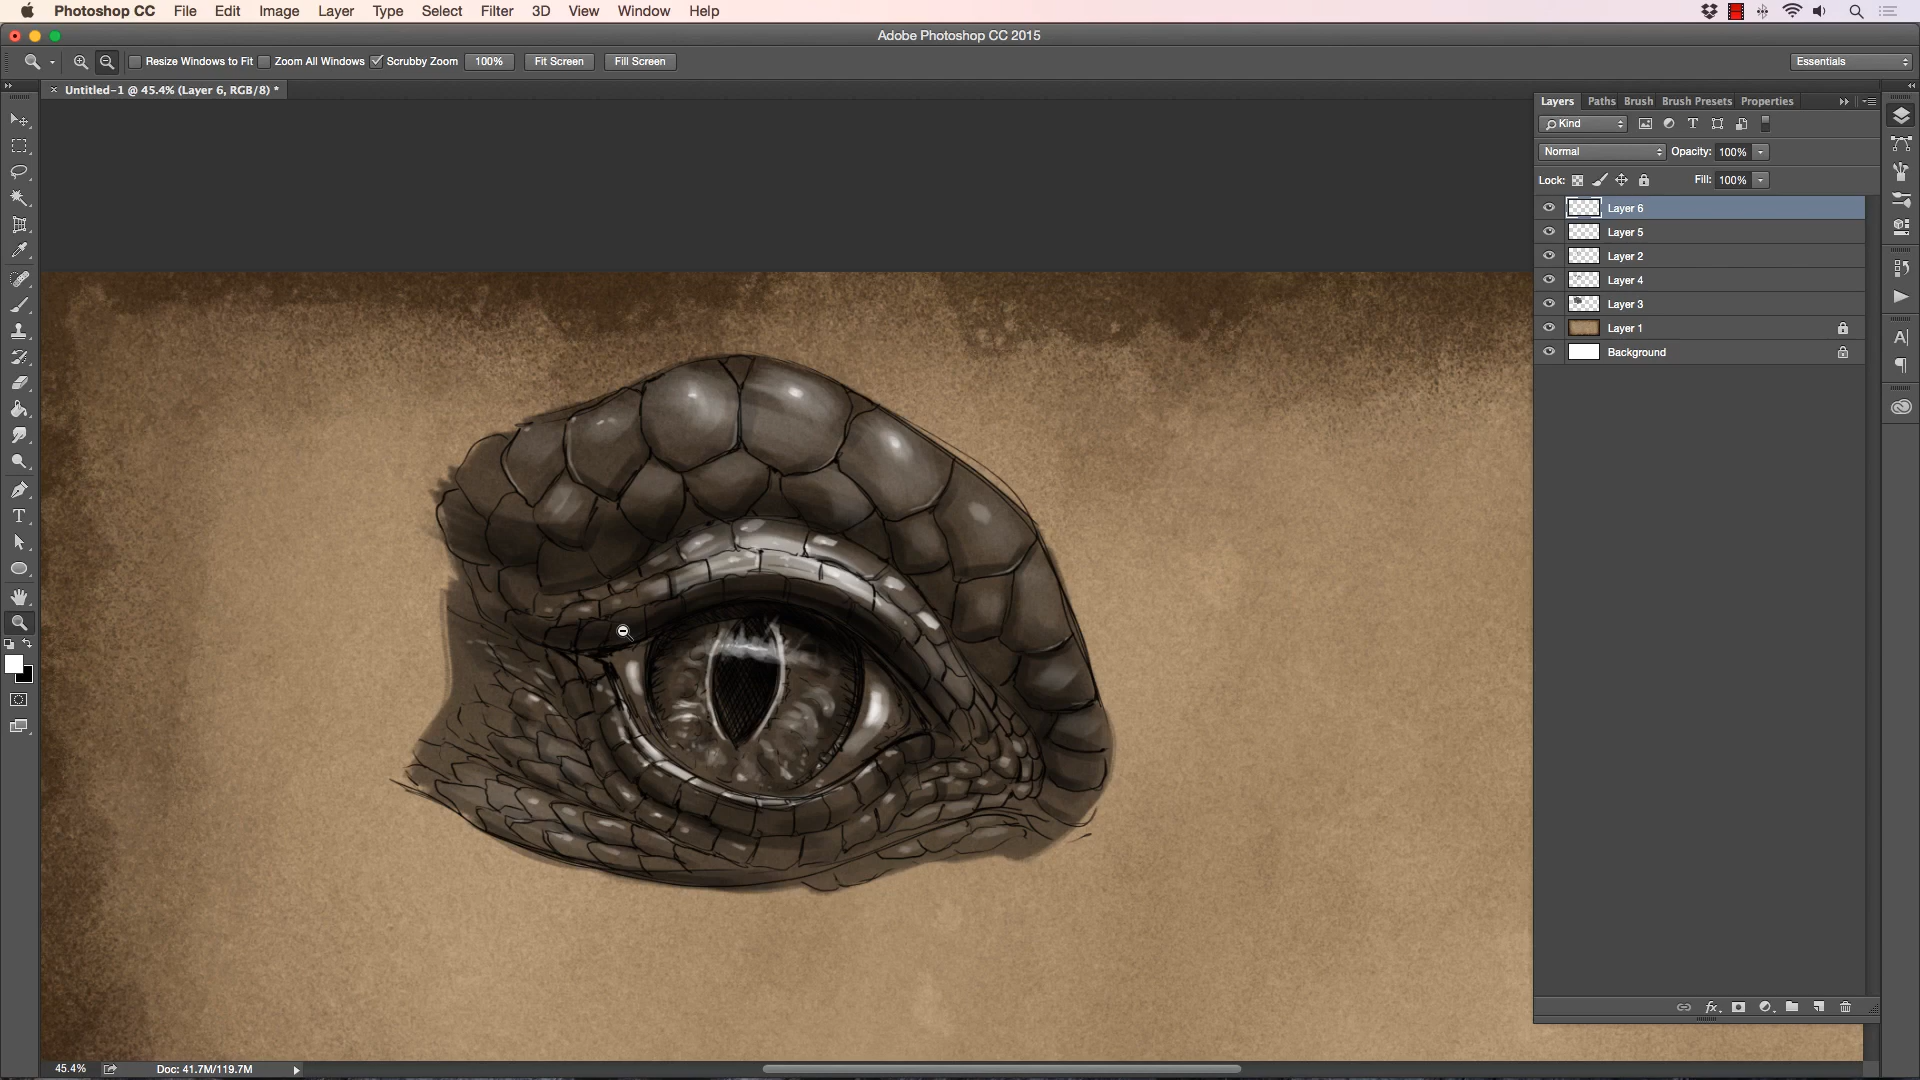 Photoshop CC File Edit Image Layer Type Select Filter 3D View Window Help
Adobe Photoshop CC 2015
Resize Windows to Fit Zoom All Windows Scrubby Zoom 100% Fit Screen Fill Screen Essentials
× Untitled-1 @ 45.4% (Layer 6, RGB/8) *
Layers Paths Brush Brush Presets Properties
Kind
Normal Opacity: 100%
Lock: Fill: 100%
Layer 6
Layer 5
Layer 2
Layer 4
Layer 3
Layer 1
Background
45.4% Doc: 41.7M/119.7M